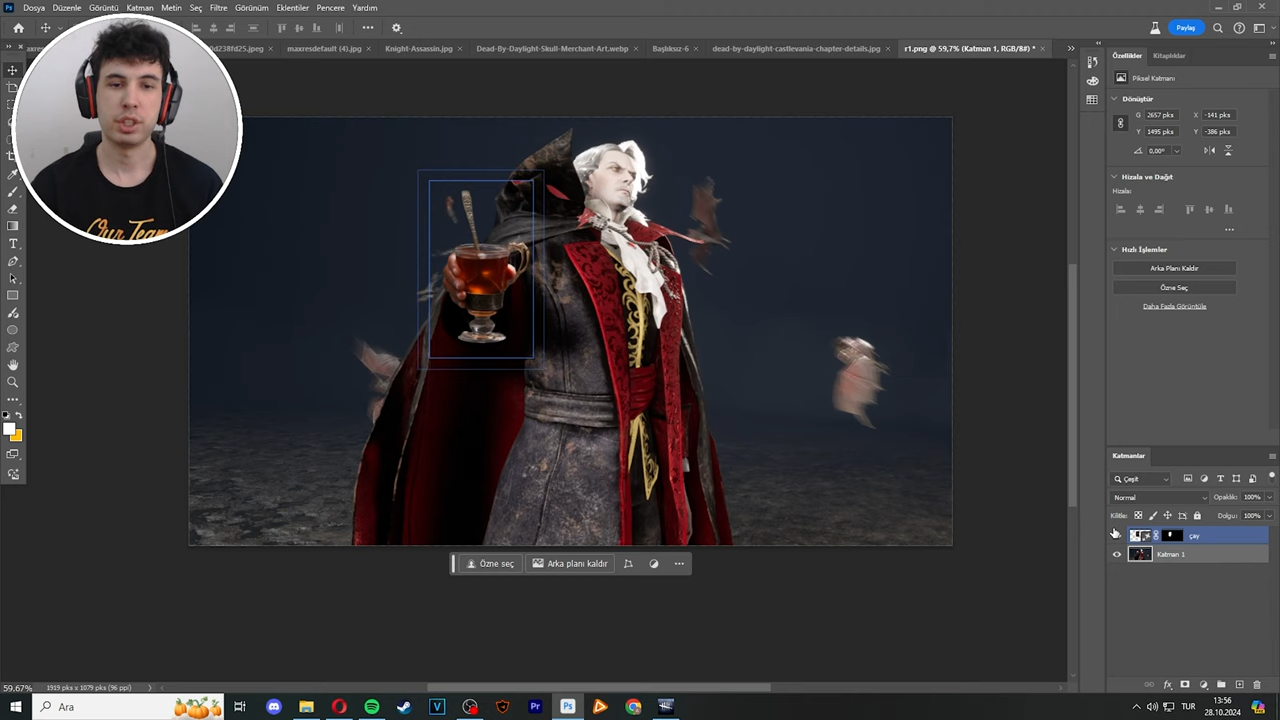 Dosya Düzenle Görüntü Katman Metin Seç Filtre Görünüm Eklentiler Pencere Yardım
Paylaş
0d238fd25.jpeg maxresdefault (4).jpg Knight-Assasin.jpg Dead-By-Daylight-Skull-Merchant-Art.webp Başlıksız-6 dead-by-daylight-castlevania-chapter-details.jpg r1.png @ 59,7% (Katman 1, RGB/8#) *
Özellikler Kitaplıklar
Piksel Katmanı
Dönüştür
G 2657 pks X -141 pks
Y 1495 pks Y -386 pks
0,00°
Hizala ve Dağıt
Hizala:
Hızlı İşlemler
Arka Planı Kaldır
Özne Seç
Daha Fazla Görüntüle
Our Team
Katmanlar
Çeşit
Normal Opaklık: 100%
Kilitle: Dolgu: 100%
çay
Katman 1
Özne seç Arka planı kaldır
59.67% 1919 pks x 1079 pks (96 ppi)
Ara
TUR
13:56
28.10.2024